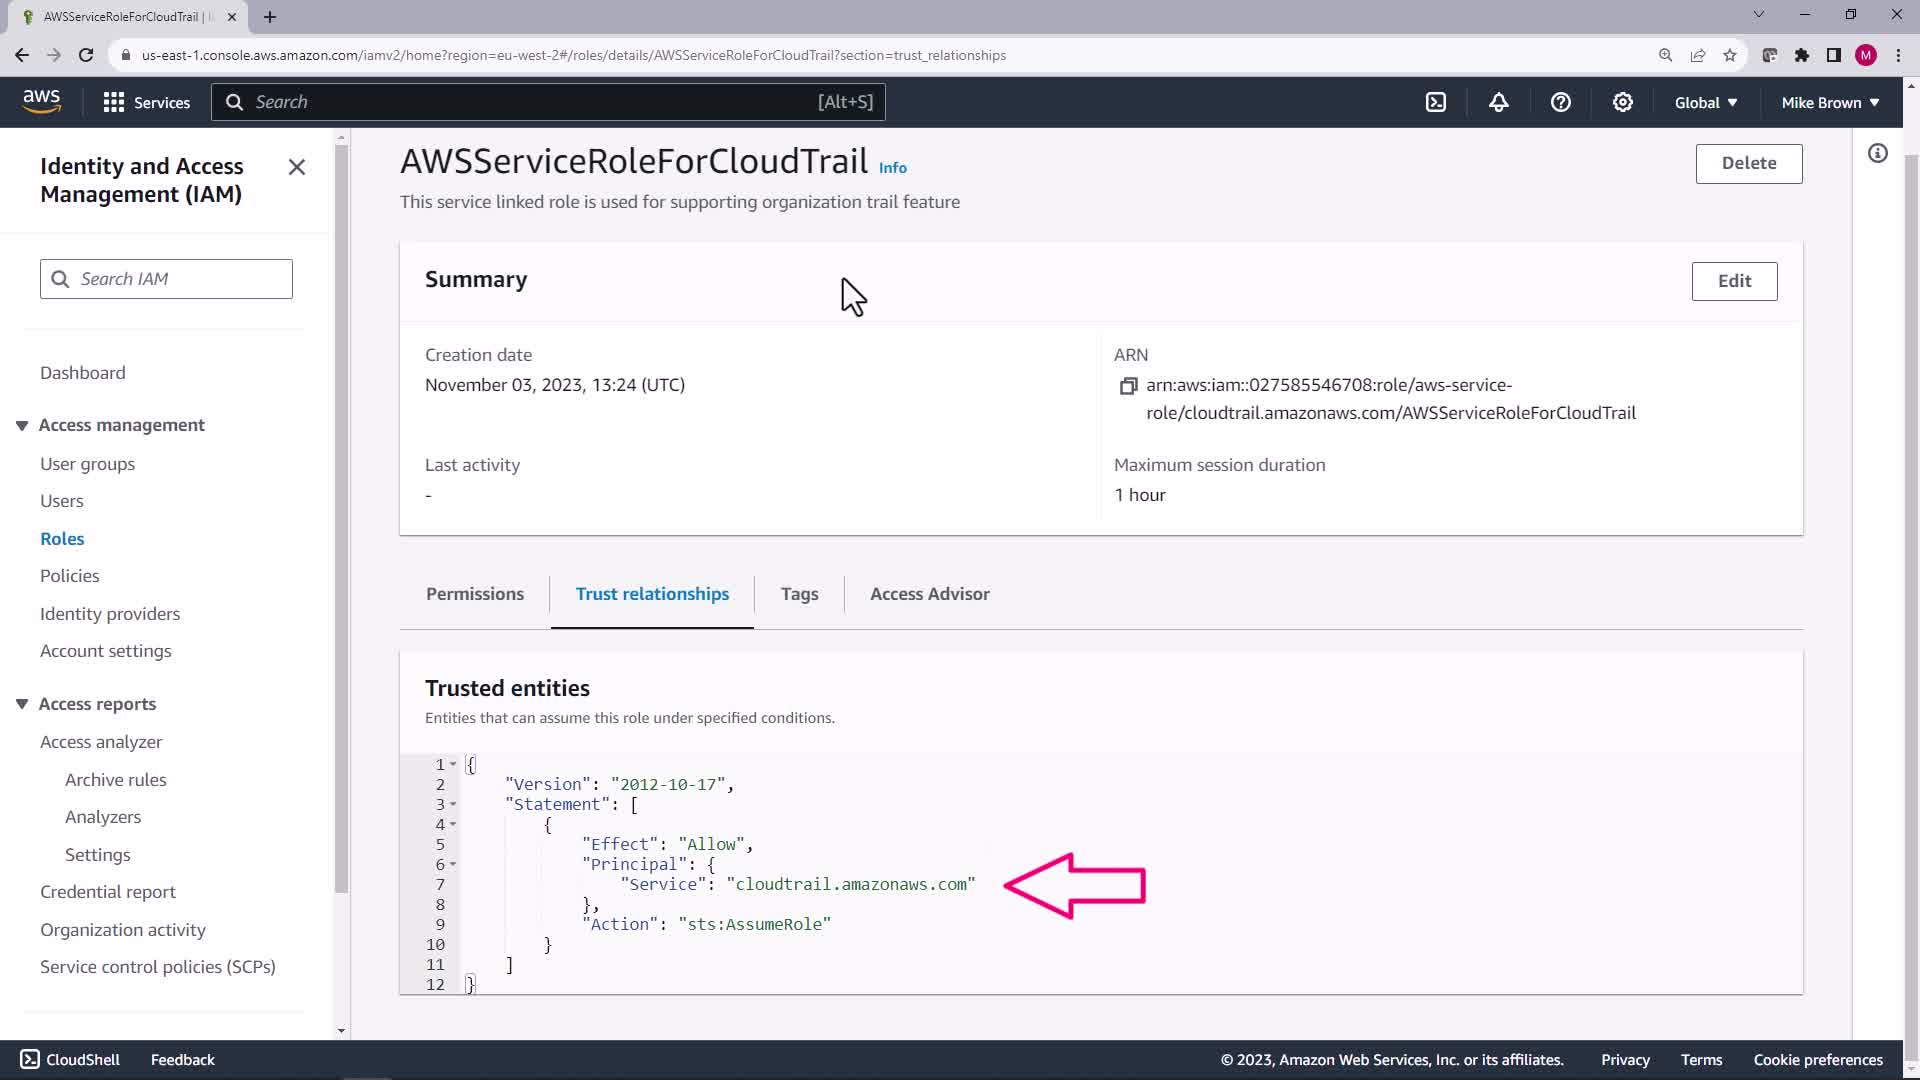 AWSServiceRoleForCloudTrail |
us-east-1.console.aws.amazon.com/iamv2/home?region=eu-west-2#/roles/details/AWSServiceRoleForCloudTrail?section=trust_relationships
M
aws
Services
Search
[Alt+S]
Global
Mike Brown
Identity and Access
Management (IAM)
Search IAM
Dashboard
Access management
User groups
Users
Roles
Policies
Identity providers
Account settings
Access reports
Access analyzer
Archive rules
Analyzers
Settings
Credential report
Organization activity
Service control policies (SCPs)
AWSServiceRoleForCloudTrail Info
Delete
This service linked role is used for supporting organization trail feature
Summary
Edit
Creation date
November 03, 2023, 13:24 (UTC)
ARN
arn:aws:iam::027585546708:role/aws-service-
role/cloudtrail.amazonaws.com/AWSServiceRoleForCloudTrail
Last activity
-
Maximum session duration
1 hour
Permissions
Trust relationships
Tags
Access Advisor
Trusted entities
Entities that can assume this role under specified conditions.
1 {
2 "Version": "2012-10-17",
3 "Statement": [
4 {
5 "Effect": "Allow",
6 "Principal": {
7 "Service": "cloudtrail.amazonaws.com"
8 },
9 "Action": "sts:AssumeRole"
10 }
11 ]
12 }
CloudShell
Feedback
© 2023, Amazon Web Services, Inc. or its affiliates.
Privacy
Terms
Cookie preferences